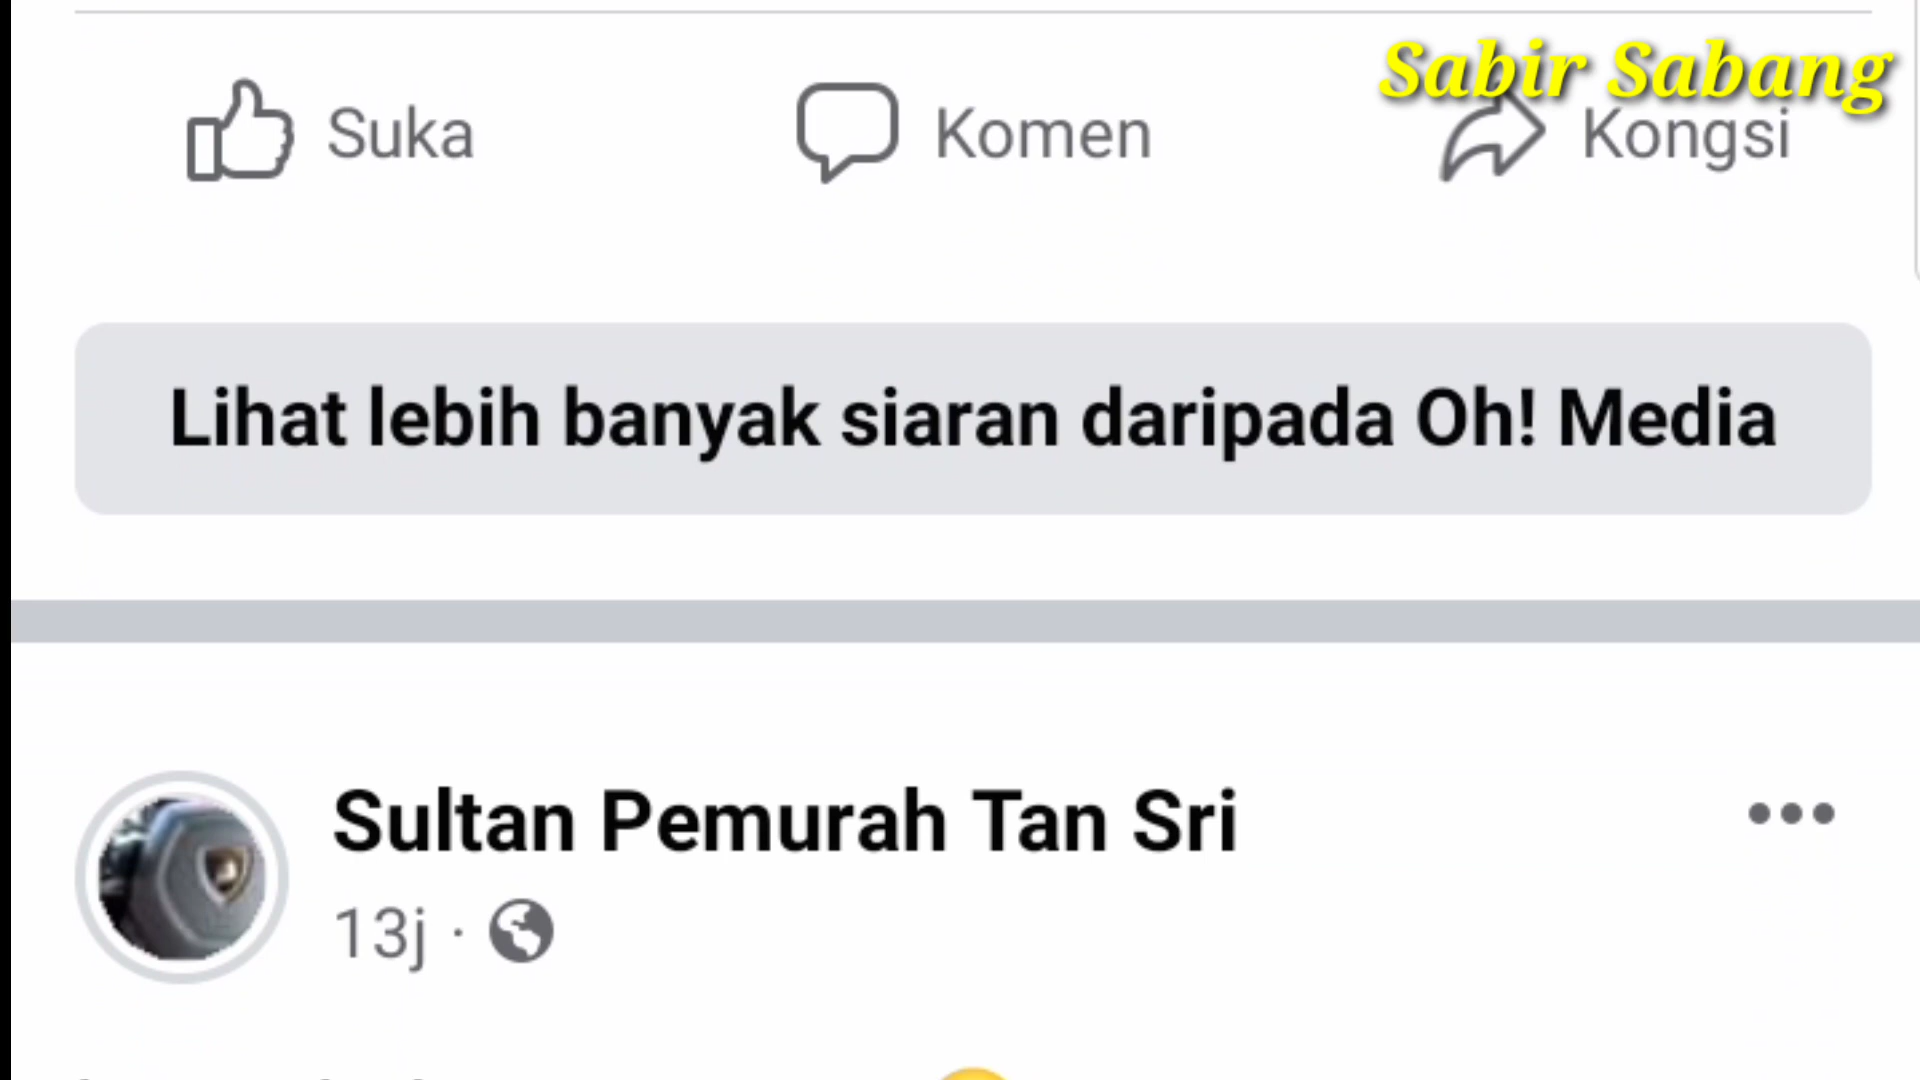 Sabir Sabang
Suka
Komen
Kongsi
Lihat lebih banyak siaran daripada Oh! Media
Sultan Pemurah Tan Sri
13j ·